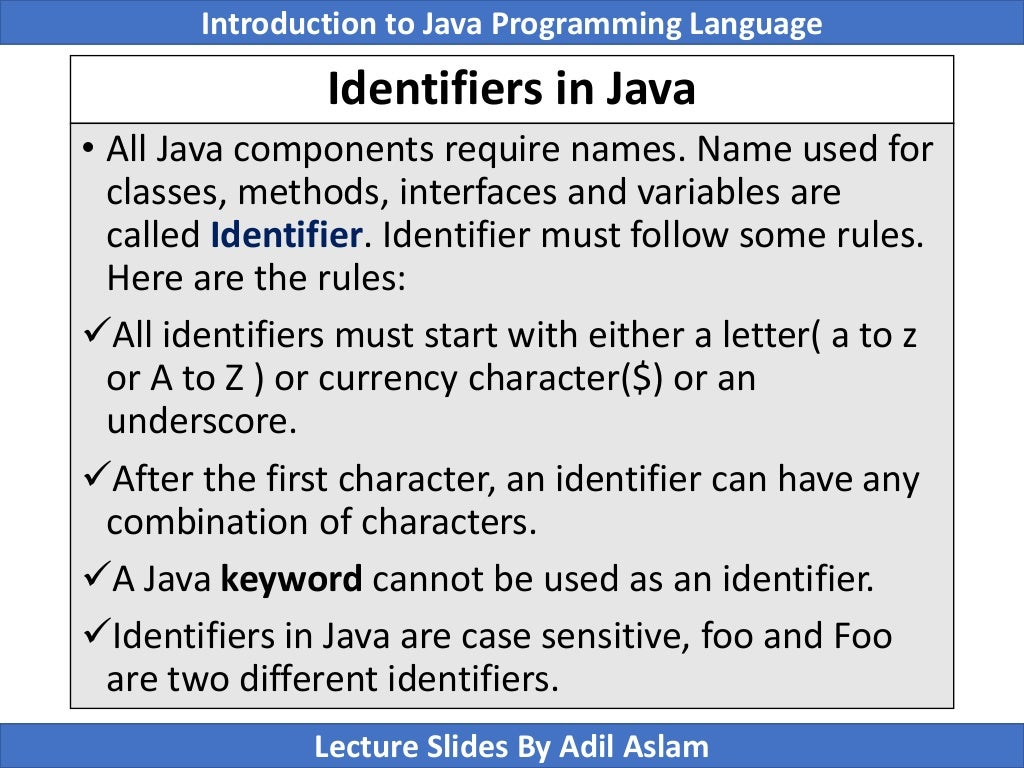 Introduction to Java Programming Language
Identifiers in Java
• All Java components require names. Name used for
classes, methods, interfaces and variables are
called Identifier. Identifier must follow some rules.
Here are the rules:
✓All identifiers must start with either a letter( a to z
or A to Z ) or currency character($) or an
underscore.
✓After the first character, an identifier can have any
combination of characters.
✓A Java keyword cannot be used as an identifier.
✓Identifiers in Java are case sensitive, foo and Foo
are two different identifiers.
Lecture Slides By Adil Aslam